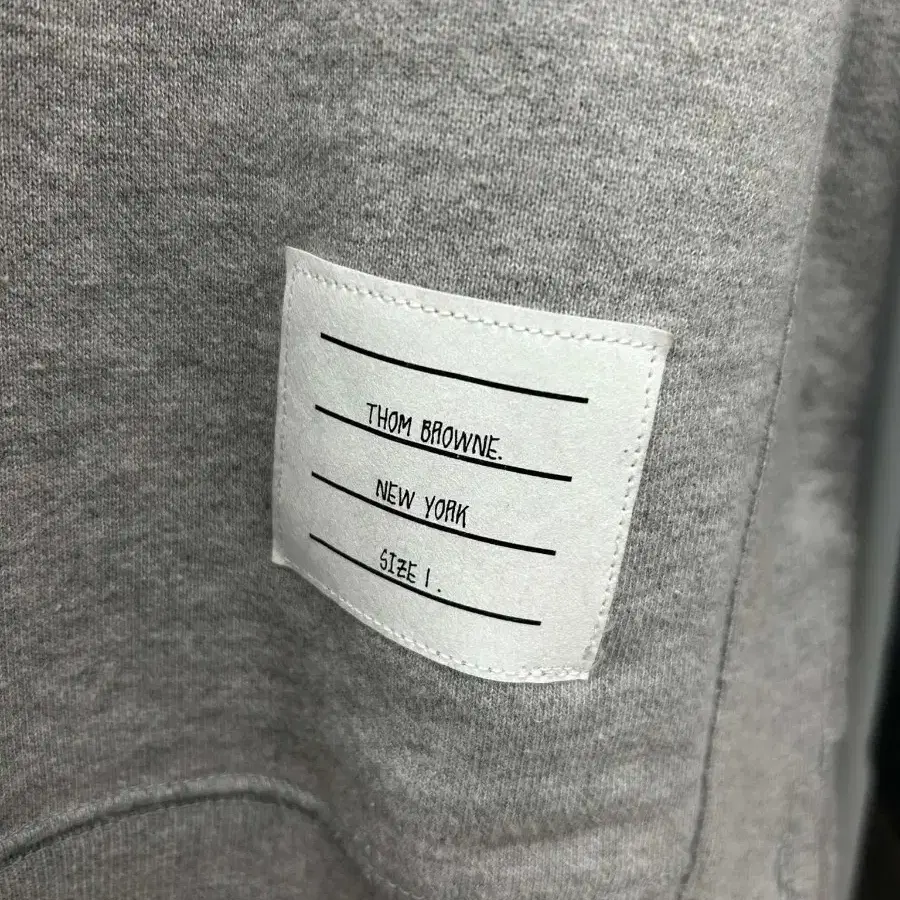 THOM BROWNE.
NEW YORK
SIZE 1.